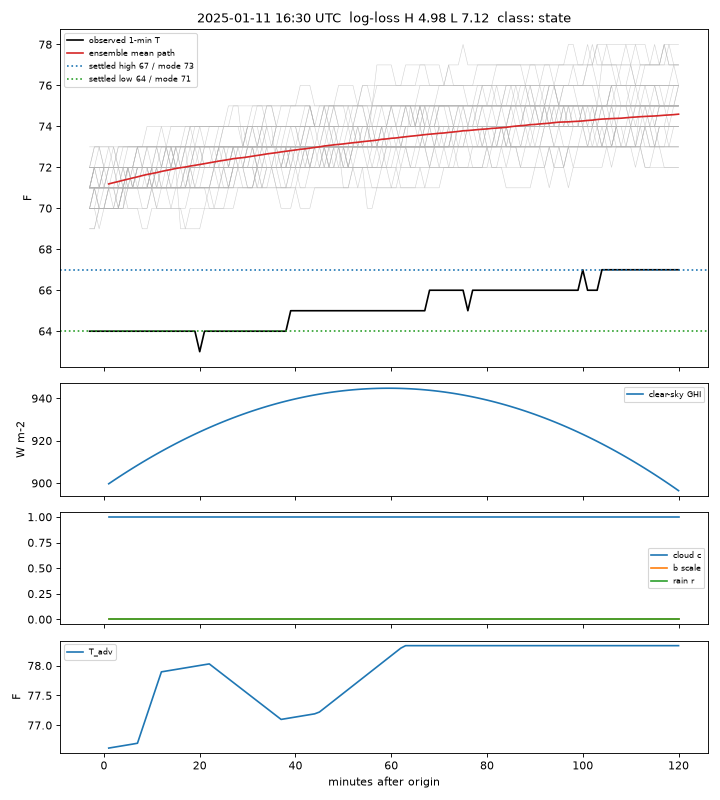 2025-01-11 16:30 UTC  log-loss H 4.98 L 7.12  class: state
observed 1-min T
ensemble mean path
settled high 67 / mode 73
settled low 64 / mode 71
78
76
74
72
70
68
66
64
F
clear-sky GHI
940
920
900
W m-2
cloud c
b scale
rain r
1.00
0.75
0.50
0.25
0.00
T_adv
78.0
77.5
77.0
F
0
20
40
60
80
100
120
minutes after origin